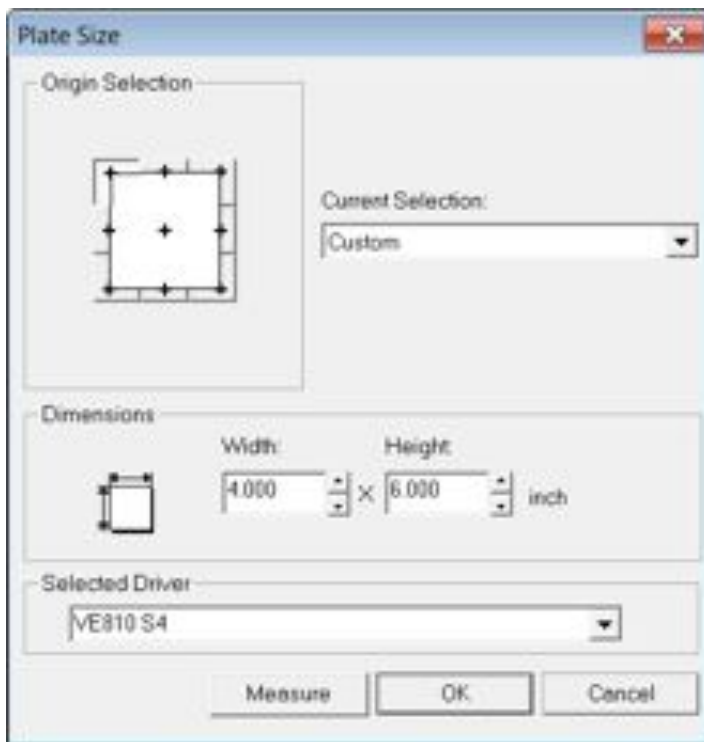 Plate Size
Origin Selection
Current Selection:
Custom
Dimensions
Width: Height:
4.000 X 6.000 inch
Selected Driver
VE810 S4
Measure OK Cancel